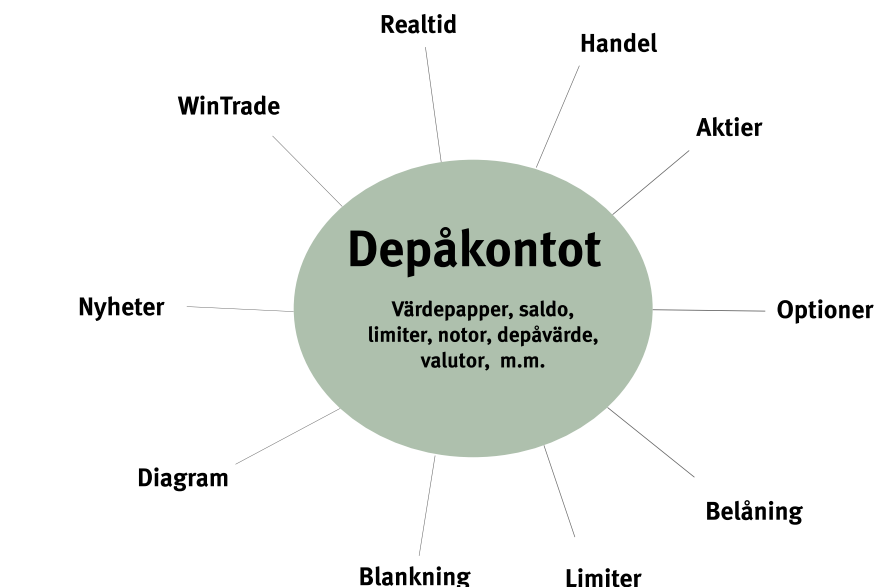 Realtid
Handel
WinTrade
Aktier
Depåkontot
Värdepapper, saldo,
limiter, notor, depåvärde,
valutor, m.m.
Nyheter
Optioner
Diagram
Belåning
Blankning
Limiter